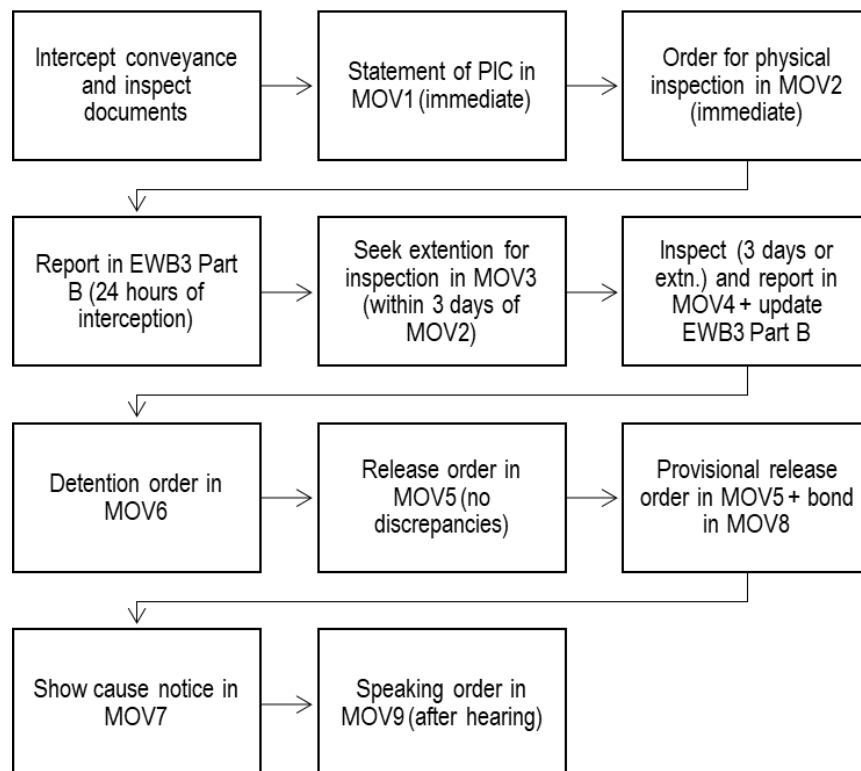 Intercept conveyance
and inspect
documents
Statement of PIC in
MOV1 (immediate)
Order for physical
inspection in MOV2
(immediate)
Report in EWB3 Part
B (24 hours of
interception)
Seek extention for
inspection in MOV3
(within 3 days of
MOV2)
Inspect (3 days or
extn.) and report in
MOV4 + update
EWB3 Part B
Detention order in
MOV6
Release order in
MOV5 (no
discrepancies)
Provisional release
order in MOV5 + bond
in MOV8
Show cause notice in
MOV7
Speaking order in
MOV9 (after hearing)